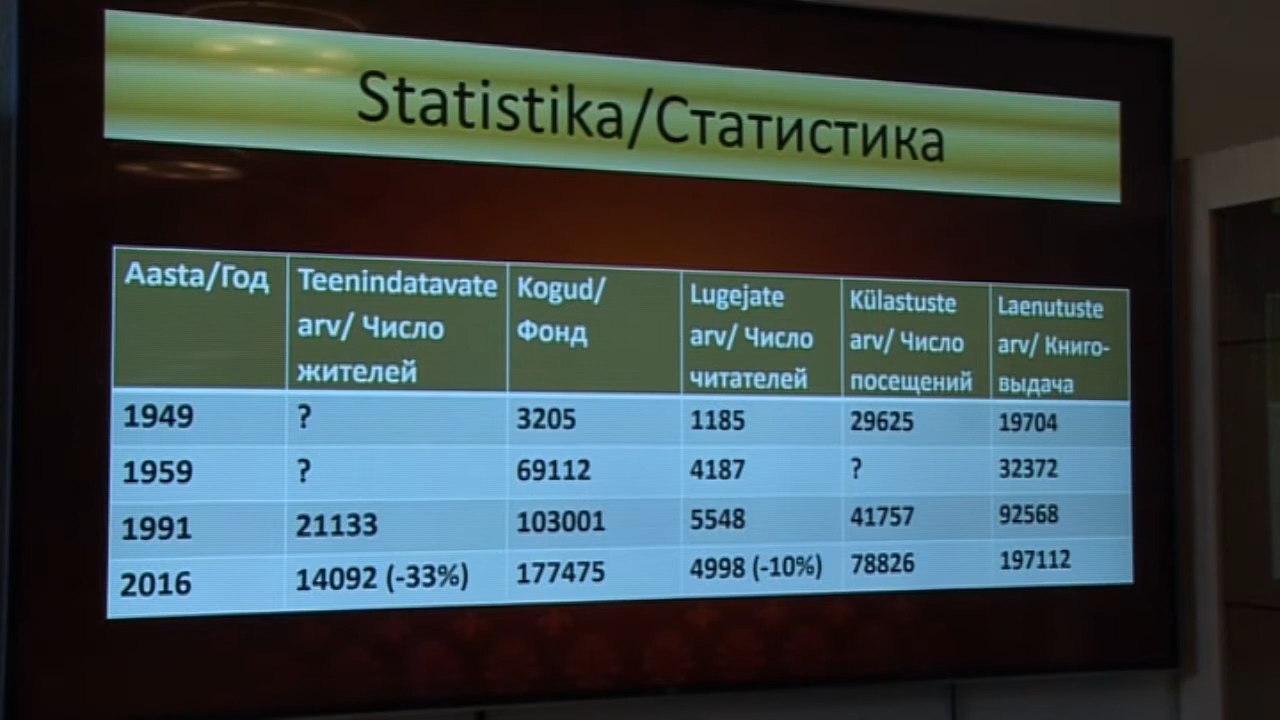 Statistika/Статистика
Aasta/Год Teenindatavate arv/ Число жителей Kogud/ Фонд Lugejate arv/ Число читателей Külastuste arv/ Число посещений Laenutuste arv/ Книго-выдача
1949 ? 3205 1185 29625 19704
1959 ? 69112 4187 ? 32372
1991 21133 103001 5548 41757 92568
2016 14092 (-33%) 177475 4998 (-10%) 78826 197112